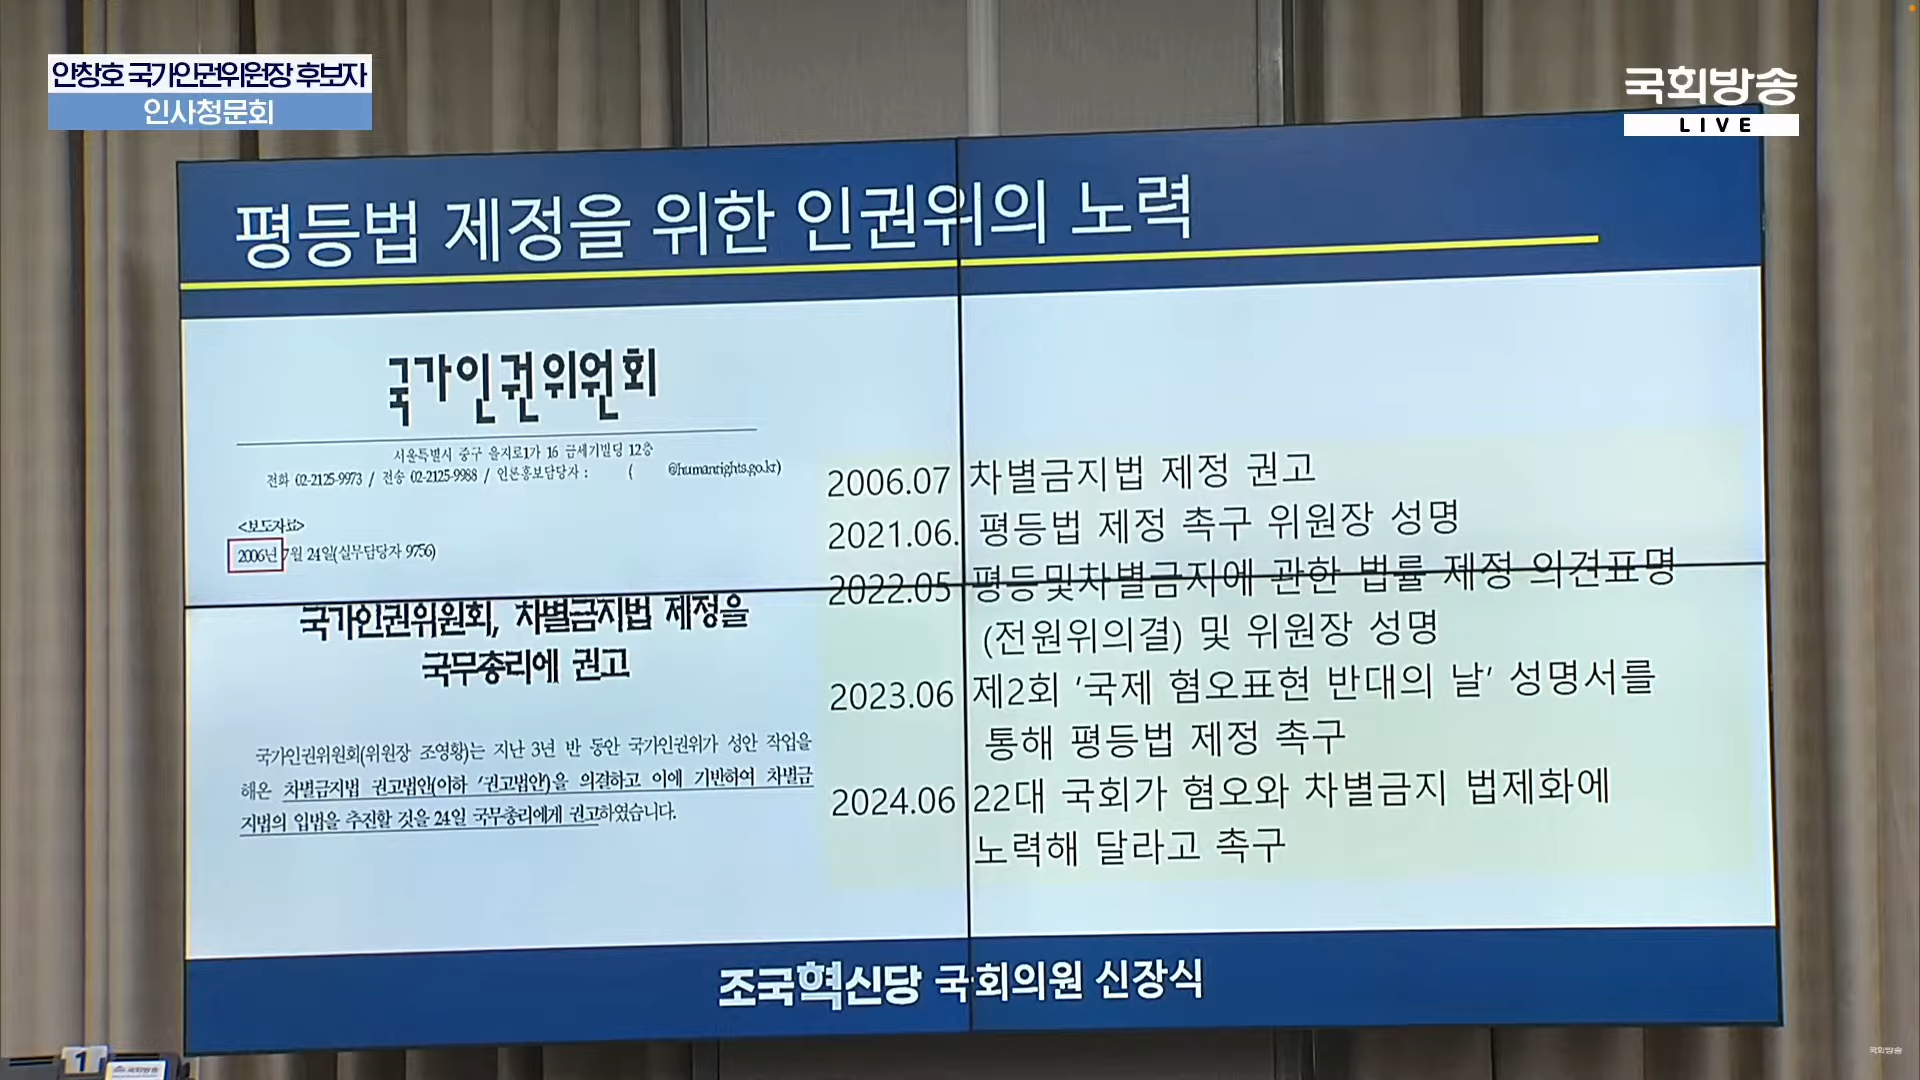 안창호 국가인권위원장 후보자
인사청문회
국회방송
LIVE
평등법 제정을 위한 인권위의 노력
국가인권위원회
서울특별시 중구 을지로1가 16 금세기빌딩 12층
전화 02-2125-9973 / 전송 02-2125-9988 / 언론홍보담당자 : ( @humanrights.go.kr)
<보도자료>
2006년 7월 24일(실무담당자 9756)
국가인권위원회, 차별금지법 제정을
국무총리에 권고
국가인권위원회(위원장 조영황)는 지난 3년 반 동안 국가인권위가 성안 작업을
해온 차별금지법 권고법안(이하 ‘권고법안’)을 의결하고 이에 기반하여 차별금
지법의 입법을 추진할 것을 24일 국무총리에게 권고하였습니다.
2006.07 차별금지법 제정 권고
2021.06. 평등법 제정 촉구 위원장 성명
2022.05 평등및차별금지에 관한 법률 제정 의견표명
(전원위의결) 및 위원장 성명
2023.06 제2회 ‘국제 혐오표현 반대의 날’ 성명서를
통해 평등법 제정 촉구
2024.06 22대 국회가 혐오와 차별금지 법제화에
노력해 달라고 촉구
조국혁신당 국회의원 신장식
1
국회방송
국회방송